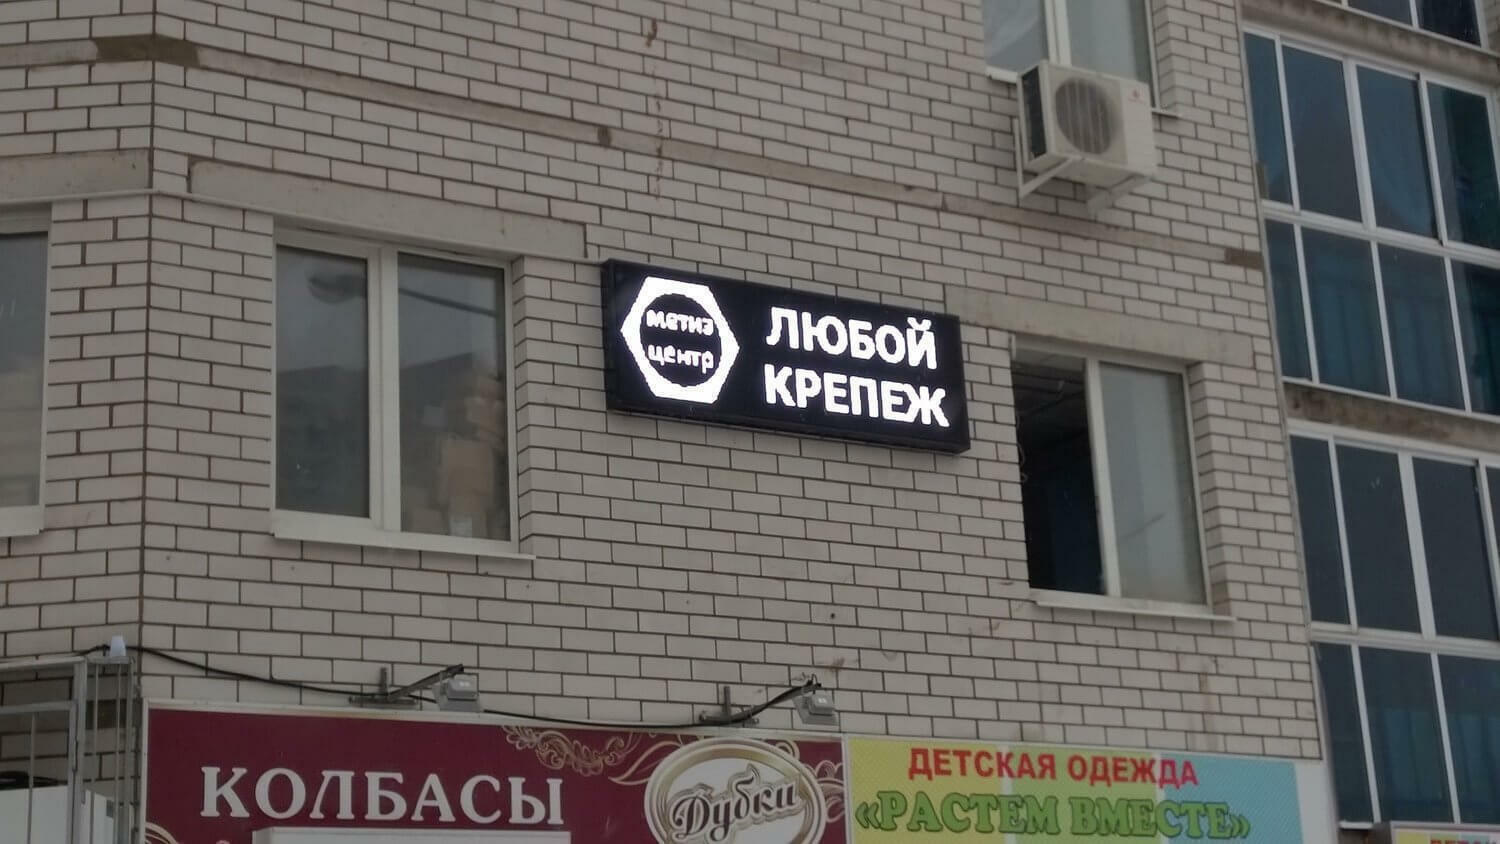 метиз
центр
ЛЮБОЙ
КРЕПЕЖ
КОЛБАСЫ
Дубки
ДЕТСКАЯ ОДЕЖДА
«РАСТЕМ ВМЕСТЕ»